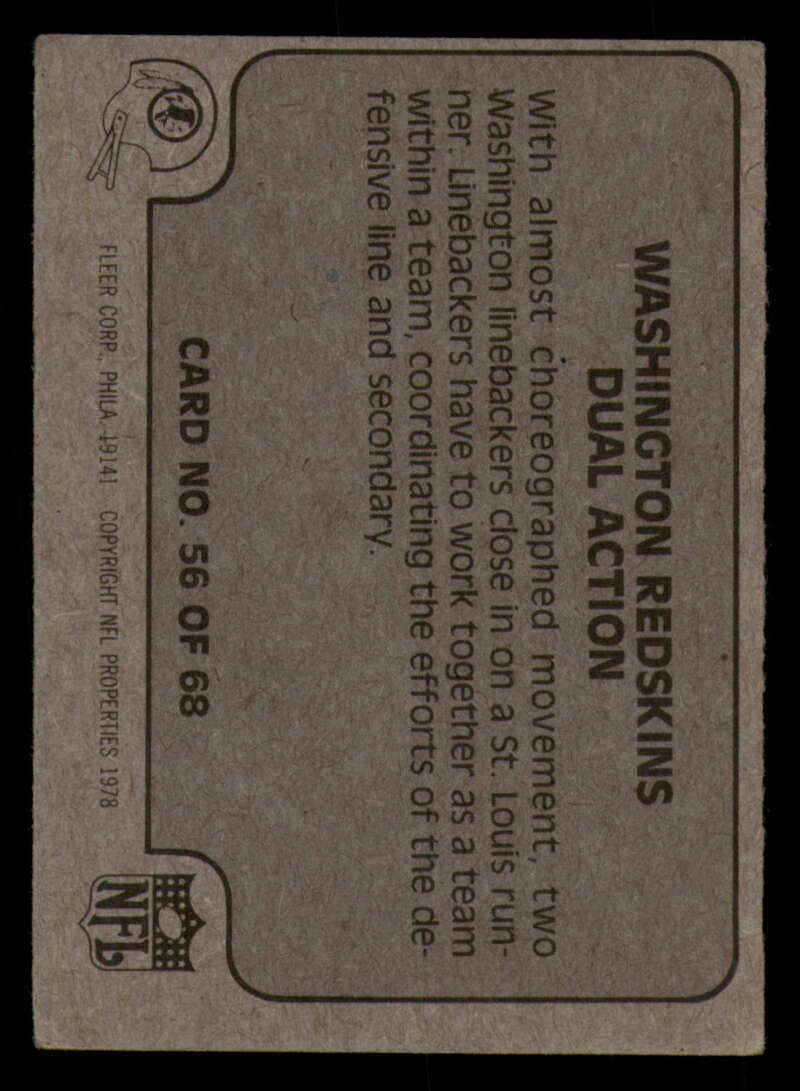 WASHINGTON REDSKINS
DUAL ACTION
With almost choreographed movement, two
Washington linebackers close in on a St. Louis run-
ner. Linebackers have to work together as a team
within a team, coordinating the efforts of the de-
fensive line and secondary.
CARD NO. 56 OF 68
FLEER CORP., PHILA. 19141 COPYRIGHT NFL PROPERTIES 1978
NFL